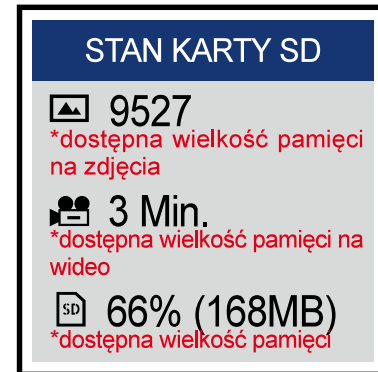 STAN KARTY SD
9527
*dostępna wielkość pamięci
na zdjęcia
3 Min.
*dostępna wielkość pamięci na
wideo
SD 66% (168MB)
*dostępna wielkość pamięci